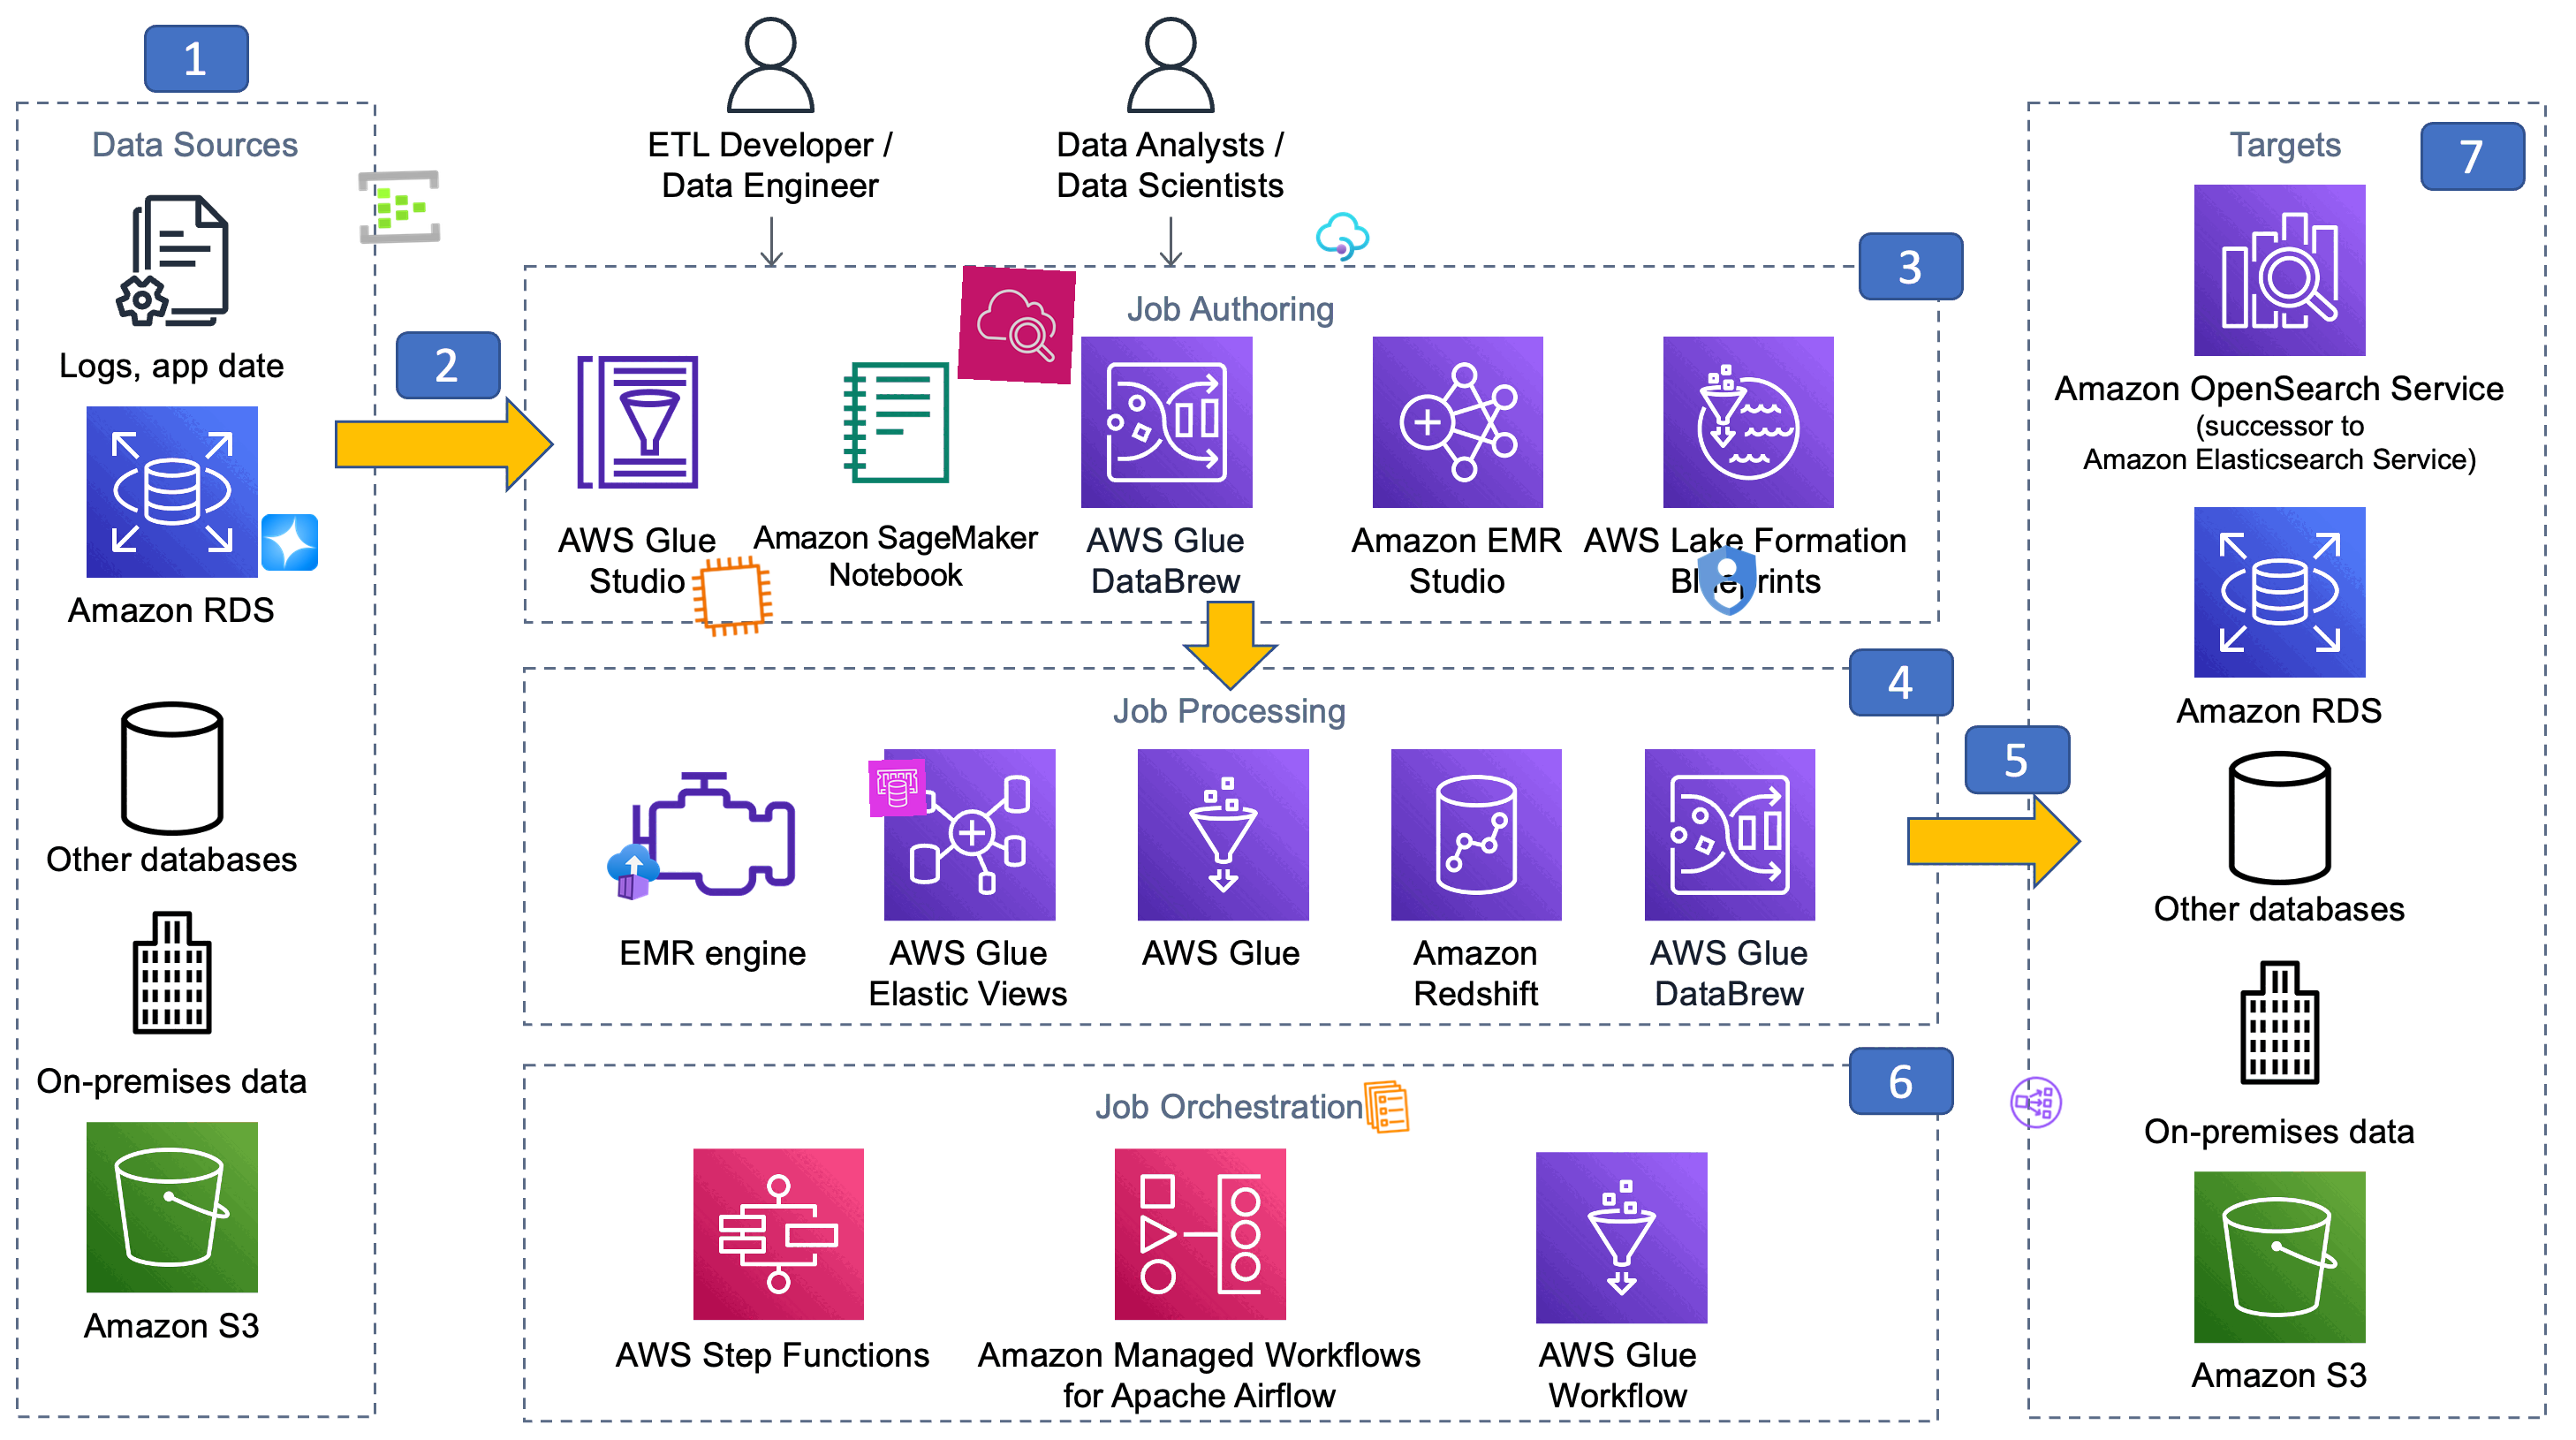 1
Data Sources
Logs, app date
Amazon RDS
Other databases
On-premises data
Amazon S3
2
ETL Developer /
Data Engineer
Data Analysts /
Data Scientists
3
Job Authoring
AWS Glue
Studio
Amazon SageMaker
Notebook
AWS Glue
DataBrew
Amazon EMR
Studio
AWS Lake Formation
Blueprints
4
Job Processing
EMR engine
AWS Glue
Elastic Views
AWS Glue
Amazon
Redshift
AWS Glue
DataBrew
5
6
Job Orchestration
AWS Step Functions
Amazon Managed Workflows
for Apache Airflow
AWS Glue
Workflow
7
Targets
Amazon OpenSearch Service
(successor to
Amazon Elasticsearch Service)
Amazon RDS
Other databases
On-premises data
Amazon S3